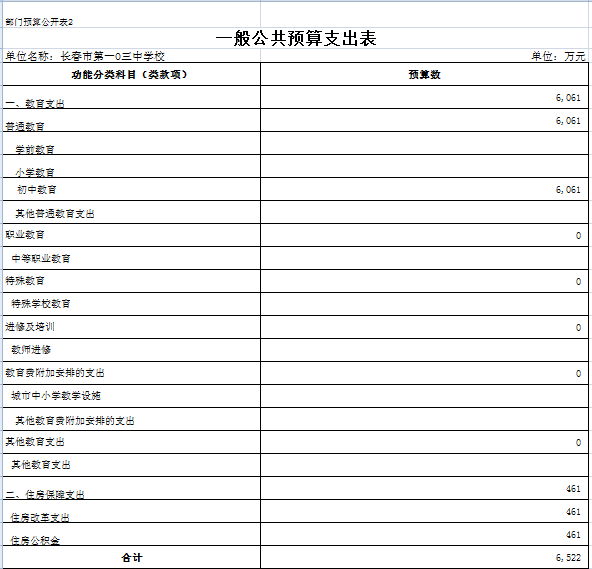 部门预算公开表2
一般公共预算支出表
单位名称：长春市第一0三中学校 单位：万元
功能分类科目（类款项） 预算数
一、教育支出 6,061
普通教育 6,061
学前教育
小学教育
初中教育 6,061
其他普通教育支出
职业教育 0
中等职业教育
特殊教育 0
特殊学校教育
进修及培训 0
教师进修
教育费附加安排的支出 0
城市中小学教学设施
其他教育费附加安排的支出
其他教育支出 0
其他教育支出
二、住房保障支出 461
住房改革支出 461
住房公积金 461
合计 6,522